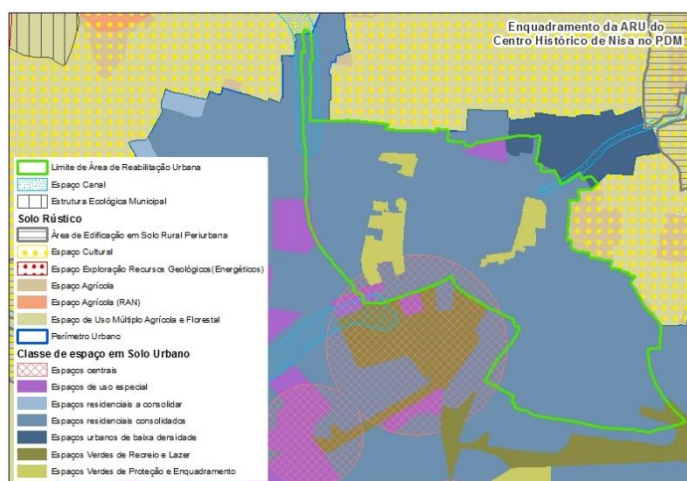 Enquadramento da ARU do
Centro Histórico de Nisa no PDM
Limite de Área de Reabilitação Urbana
Espaço Canal
Estrutura Ecológica Municipal
Solo Rústico
Área de Edificação em Solo Rural Periurbana
Espaço Cultural
Espaço Exploração Recursos Geológicos(Energéticos)
Espaço Agrícola
Espaço Agrícola (RAN)
Espaço de Uso Múltiplo Agrícola e Florestal
Perímetro Urbano
Classe de espaço em Solo Urbano
Espaços centrais
Espaços de uso especial
Espaços residenciais a consolidar
Espaços residenciais consolidados
Espaços urbanos de baixa densidade
Espaços Verdes de Recreio e Lazer
Espaços Verdes de Proteção e Enquadramento